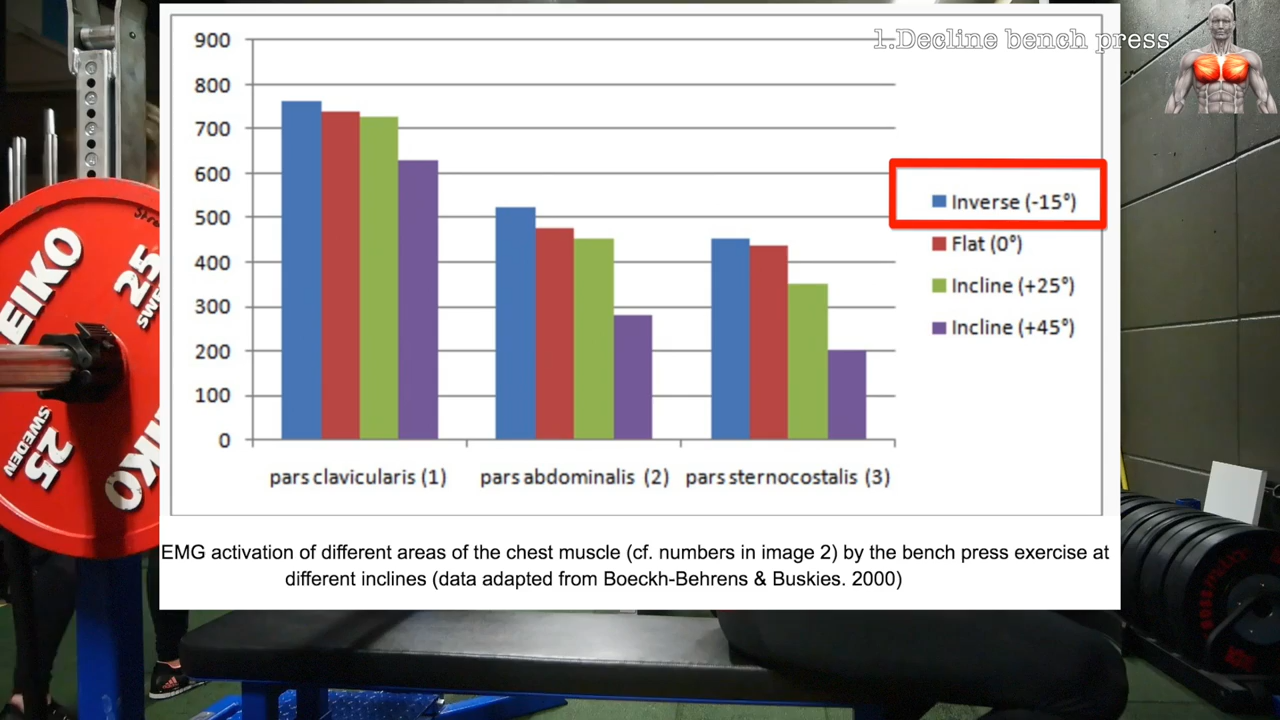 1.Decline bench press
900
800
700
600
500
400
300
200
100
0
Inverse (-15°)
Flat (0°)
Incline (+25°)
Incline (+45°)
pars clavicularis (1) pars abdominalis (2) pars sternocostalis (3)
EMG activation of different areas of the chest muscle (cf. numbers in image 2) by the bench press exercise at
different inclines (data adapted from Boeckh-Behrens & Buskies. 2000)
EIKO
25
SWEDEN
25